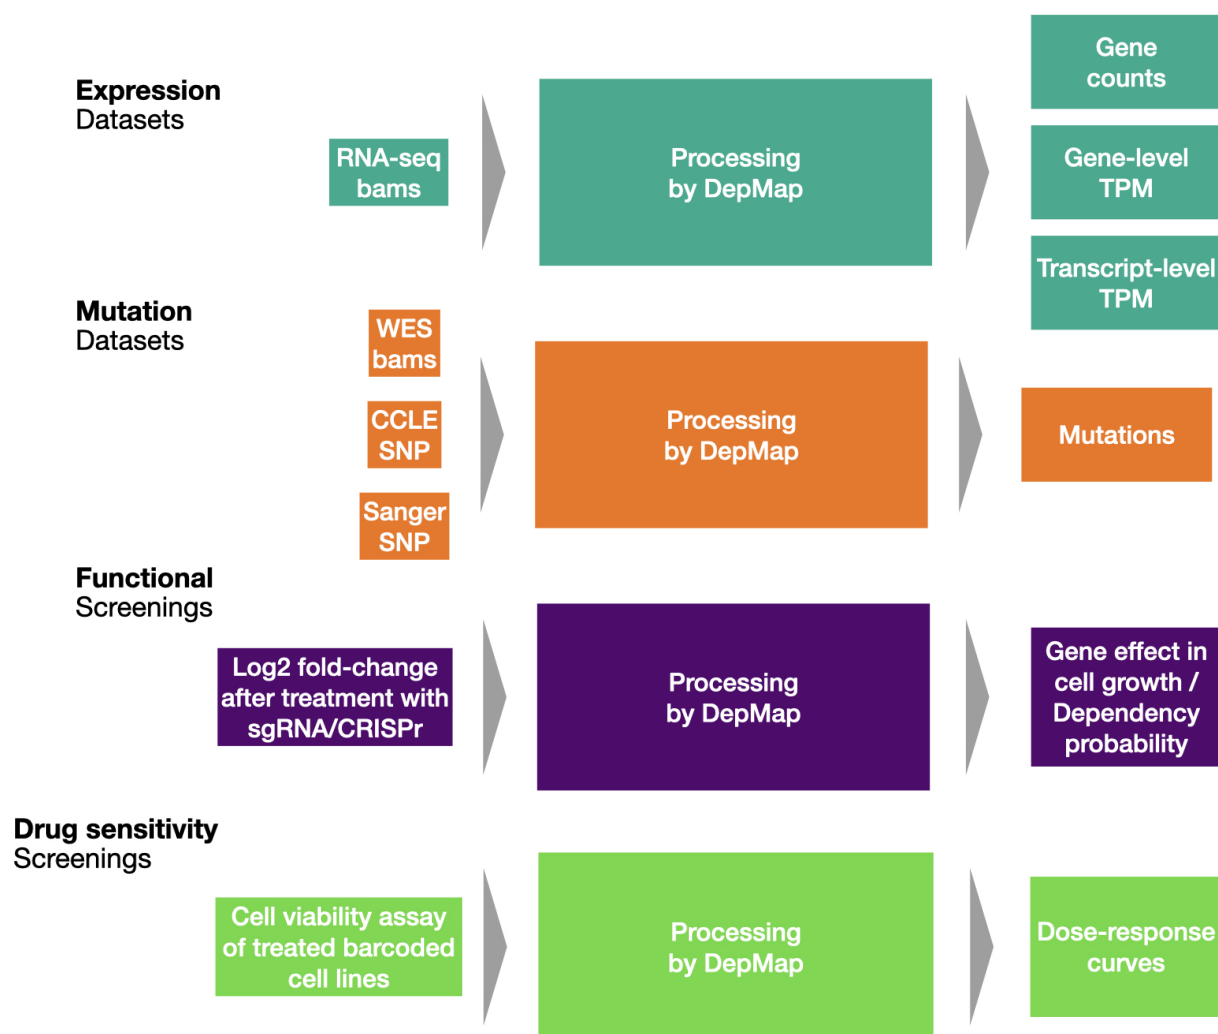 Expression
Datasets
RNA-seq
bams
Processing
by DepMap
Gene
counts
Gene-level
TPM
Transcript-level
TPM
Mutation
Datasets
WES
bams
CCLE
SNP
Sanger
SNP
Processing
by DepMap
Mutations
Functional
Screenings
Log2 fold-change
after treatment with
sgRNA/CRISPr
Processing
by DepMap
Gene effect in
cell growth /
Dependency
probability
Drug sensitivity
Screenings
Cell viability assay
of treated barcoded
cell lines
Processing
by DepMap
Dose-response
curves